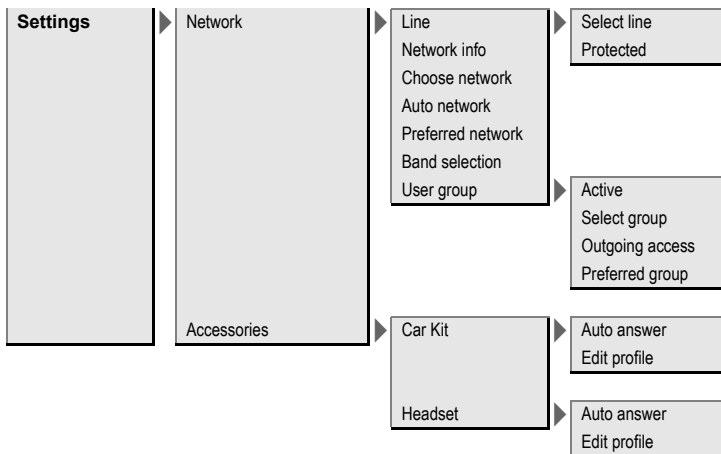 Settings
Network
Line
Select line
Network info
Protected
Choose network
Auto network
Preferred network
Band selection
User group
Active
Select group
Outgoing access
Preferred group
Accessories
Car Kit
Auto answer
Edit profile
Headset
Auto answer
Edit profile